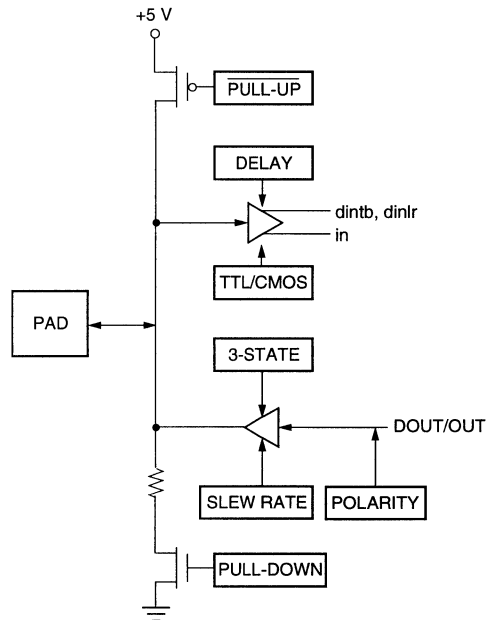 +5 V
PULL-UP
DELAY
dintb, dinlr
in
TTL/CMOS
PAD
3-STATE
DOUT/OUT
SLEW RATE
POLARITY
PULL-DOWN